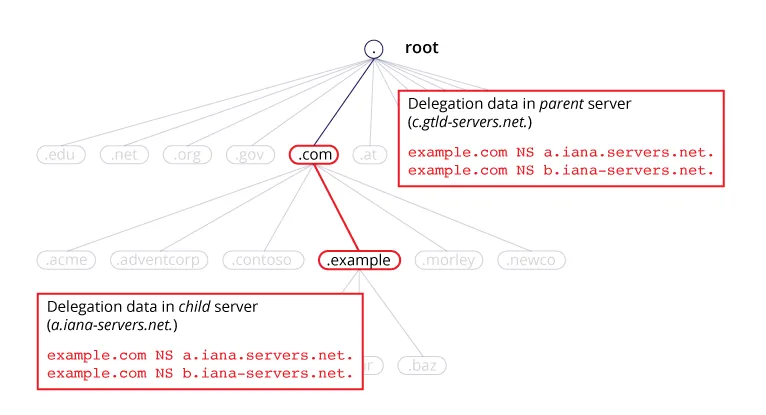 .
root
Delegation data in parent server
(c.gtld-servers.net.)
example.com NS a.iana.servers.net.
example.com NS b.iana-servers.net.
.edu
.net
.org
.gov
.com
.at
.acme
.adventcorp
.contoso
.example
.morley
.newco
Delegation data in child server
(a.iana-servers.net.)
example.com NS a.iana.servers.net.
example.com NS b.iana-servers.net.
.baz